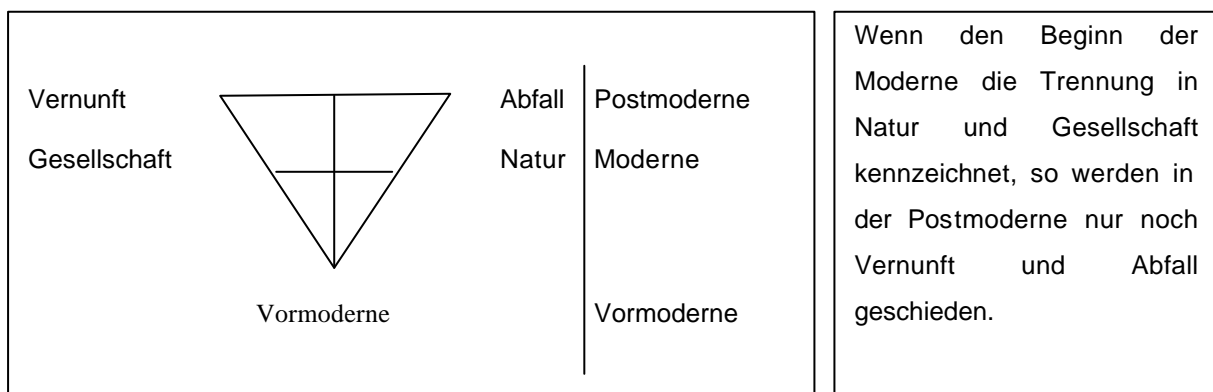 Vernunft Abfall Postmoderne
Gesellschaft Natur Moderne
Vormoderne Vormoderne
Wenn den Beginn der
Moderne die Trennung in
Natur und Gesellschaft
kennzeichnet, so werden in
der Postmoderne nur noch
Vernunft und Abfall
geschieden.